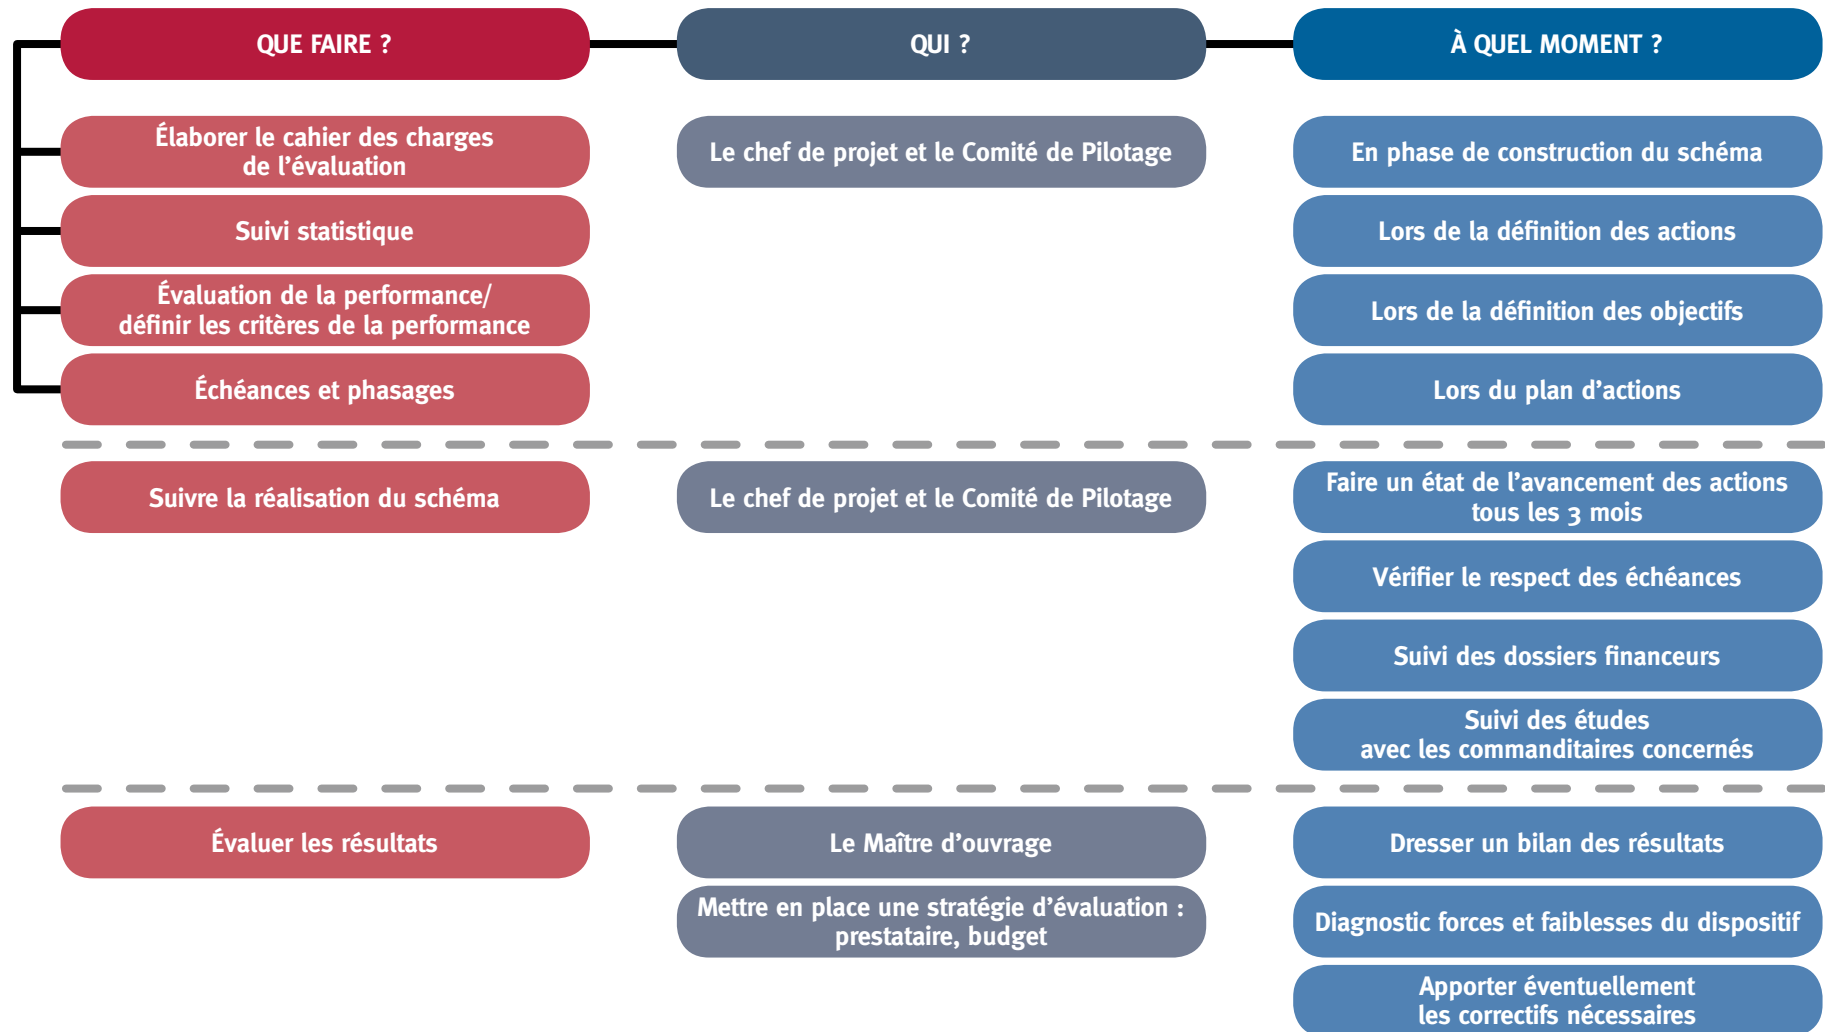 QUE FAIRE ?
QUI ?
À QUEL MOMENT ?
Élaborer le cahier des charges
de l’évaluation
Le chef de projet et le Comité de Pilotage
En phase de construction du schéma
Suivi statistique
Lors de la définition des actions
Évaluation de la performance/
définir les critères de la performance
Lors de la définition des objectifs
Échéances et phasages
Lors du plan d’actions
Suivre la réalisation du schéma
Le chef de projet et le Comité de Pilotage
Faire un état de l’avancement des actions
tous les 3 mois
Vérifier le respect des échéances
Suivi des dossiers financeurs
Suivi des études
avec les commanditaires concernés
Évaluer les résultats
Le Maître d'ouvrage
Dresser un bilan des résultats
Mettre en place une stratégie d’évaluation :
prestataire, budget
Diagnostic forces et faiblesses du dispositif
Apporter éventuellement
les correctifs nécessaires